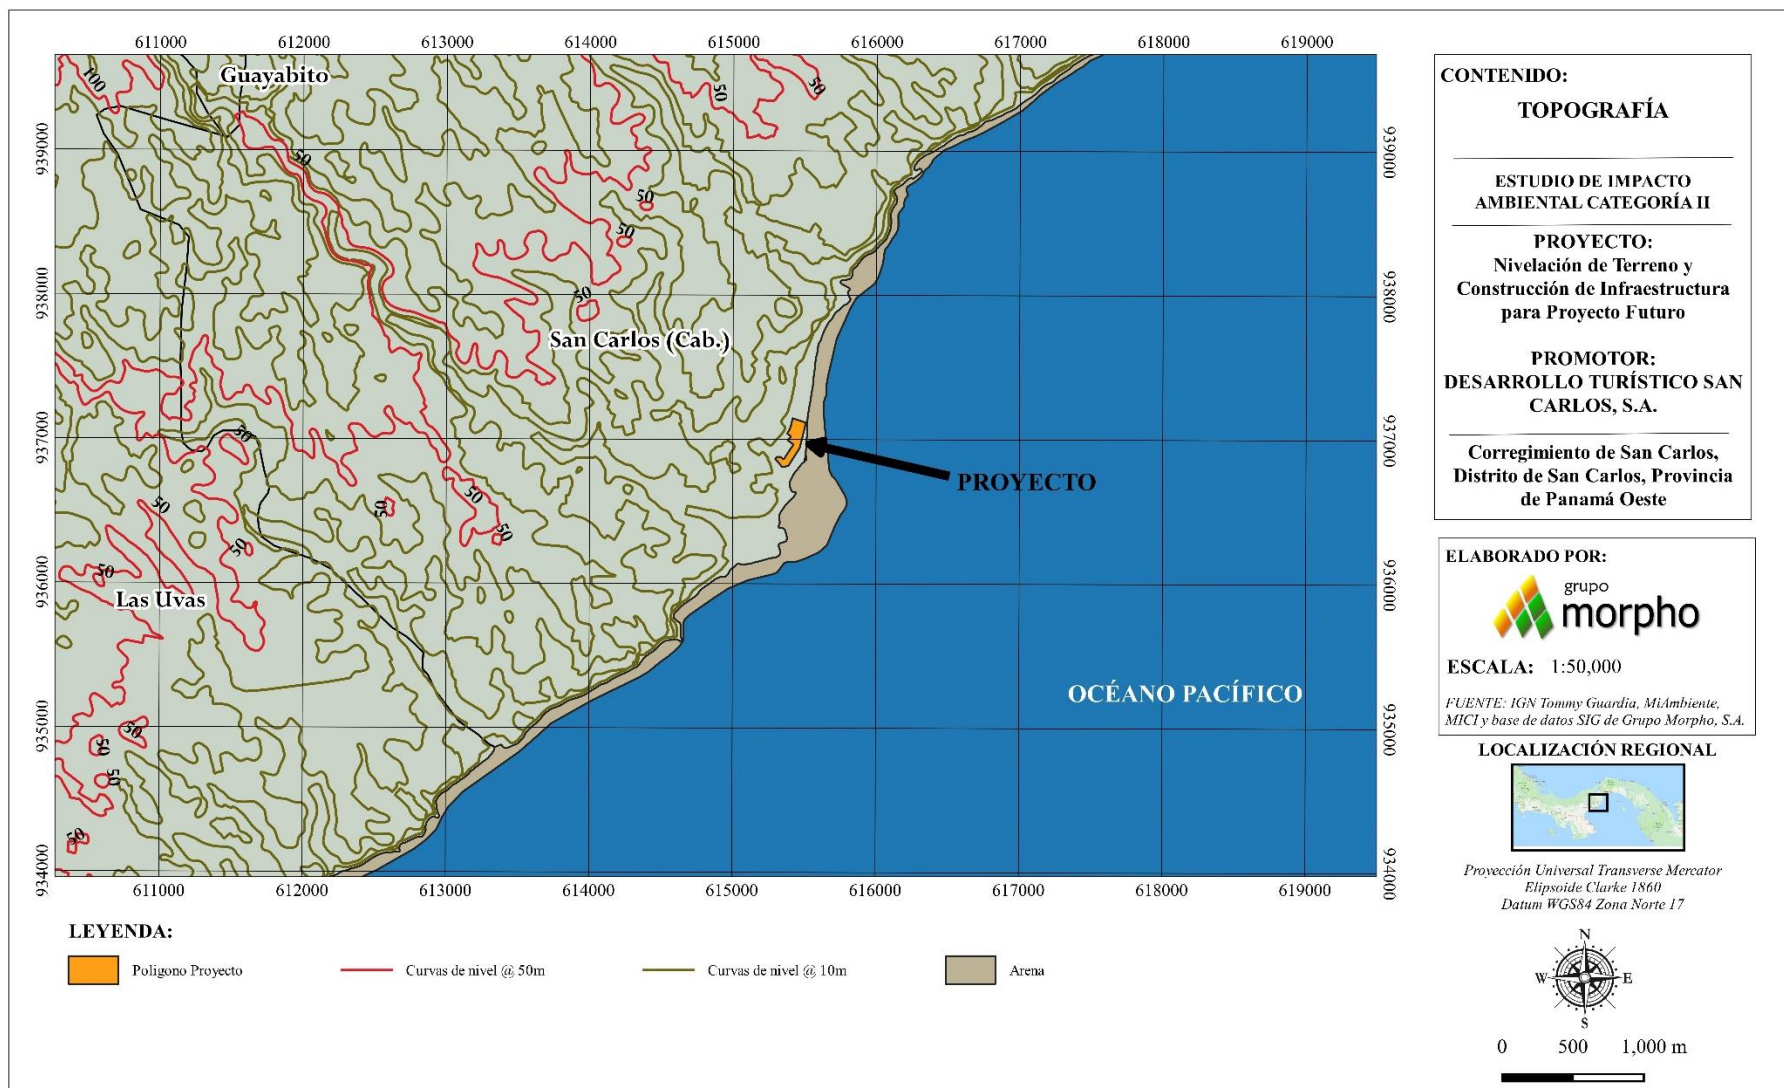 611000 612000 613000 614000 615000 616000 617000 618000 619000
Guayabito
100
50
50
50
939000
939000
50
50
50
938000
938000
San Carlos (Cab.)
50
937000
937000
PROYECTO
50
50
50
50
50
50
936000
936000
Las Uvas
OCÉANO PACÍFICO
935000
935000
50
50
50
50
934000
934000
611000 612000 613000 614000 615000 616000 617000 618000 619000
LEYENDA:
Poligono Proyecto
Curvas de nivel @ 50m
Curvas de nivel @ 10m
Arena
CONTENIDO:
TOPOGRAFÍA
ESTUDIO DE IMPACTO
AMBIENTAL CATEGORÍA II
PROYECTO:
Nivelación de Terreno y
Construcción de Infraestructura
para Proyecto Futuro
PROMOTOR:
DESARROLLO TURÍSTICO SAN
CARLOS, S.A.
Corregimiento de San Carlos,
Distrito de San Carlos, Provincia
de Panamá Oeste
ELABORADO POR:
grupo
morpho
ESCALA: 1:50,000
FUENTE: IGN Tommy Guardia, MiAmbiente,
MICI y base de datos SIG de Grupo Morpho, S.A.
LOCALIZACIÓN REGIONAL
Proyección Universal Transverse Mercator
Elipsoide Clarke 1860
Datum WGS84 Zona Norte 17
N
W E
S
0 500 1,000 m